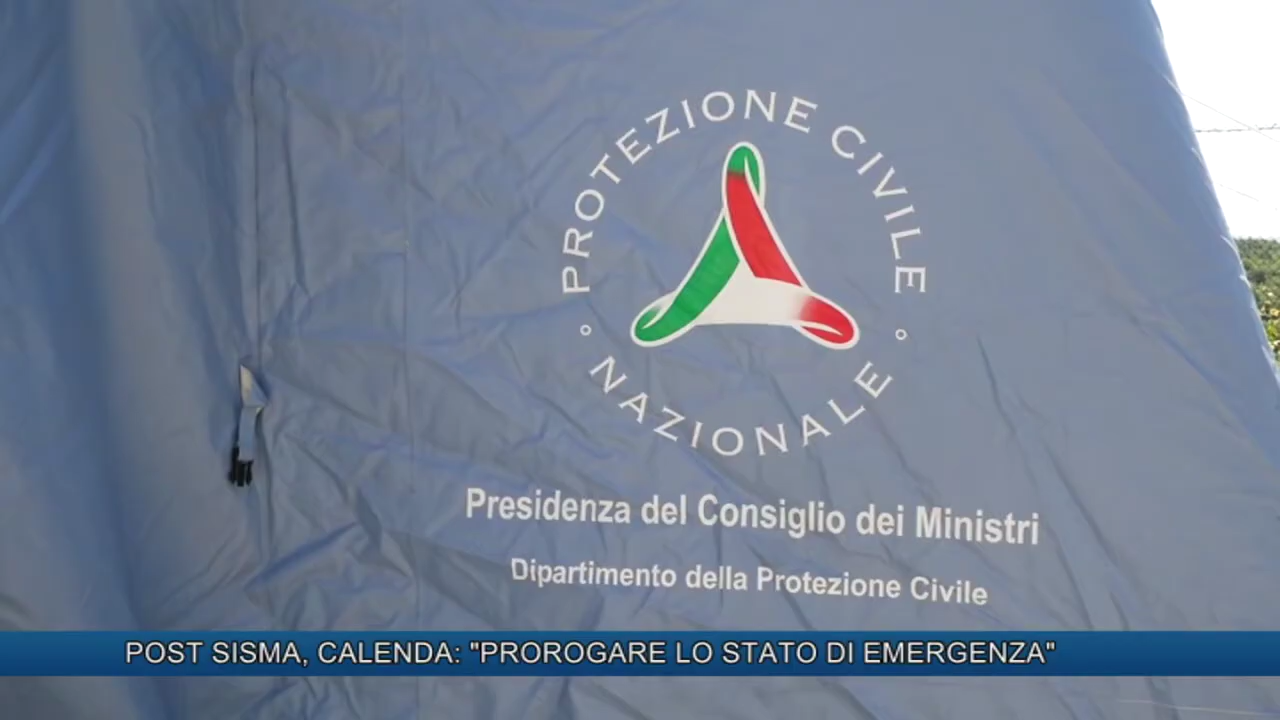 PROTEZIONE CIVILE
NAZIONALE
Presidenza del Consiglio dei Ministri
Dipartimento della Protezione Civile
POST SISMA, CALENDA: "PROROGARE LO STATO DI EMERGENZA"